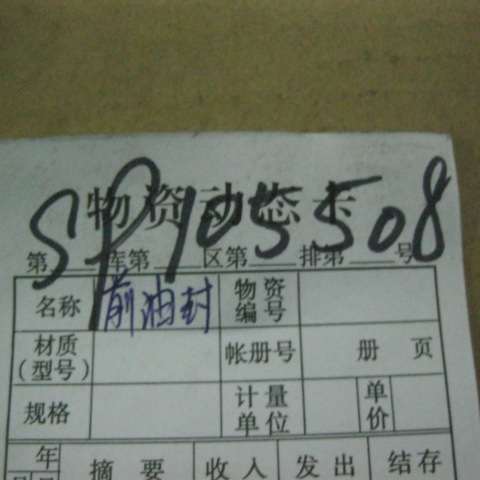 物资动态卡
SP105508
第 库第 区第 排第 号
名称 前油封 物资编号
材质(型号) 帐册号 册 页
规格 计量单位 单价
年 摘要 收入 发出 结存